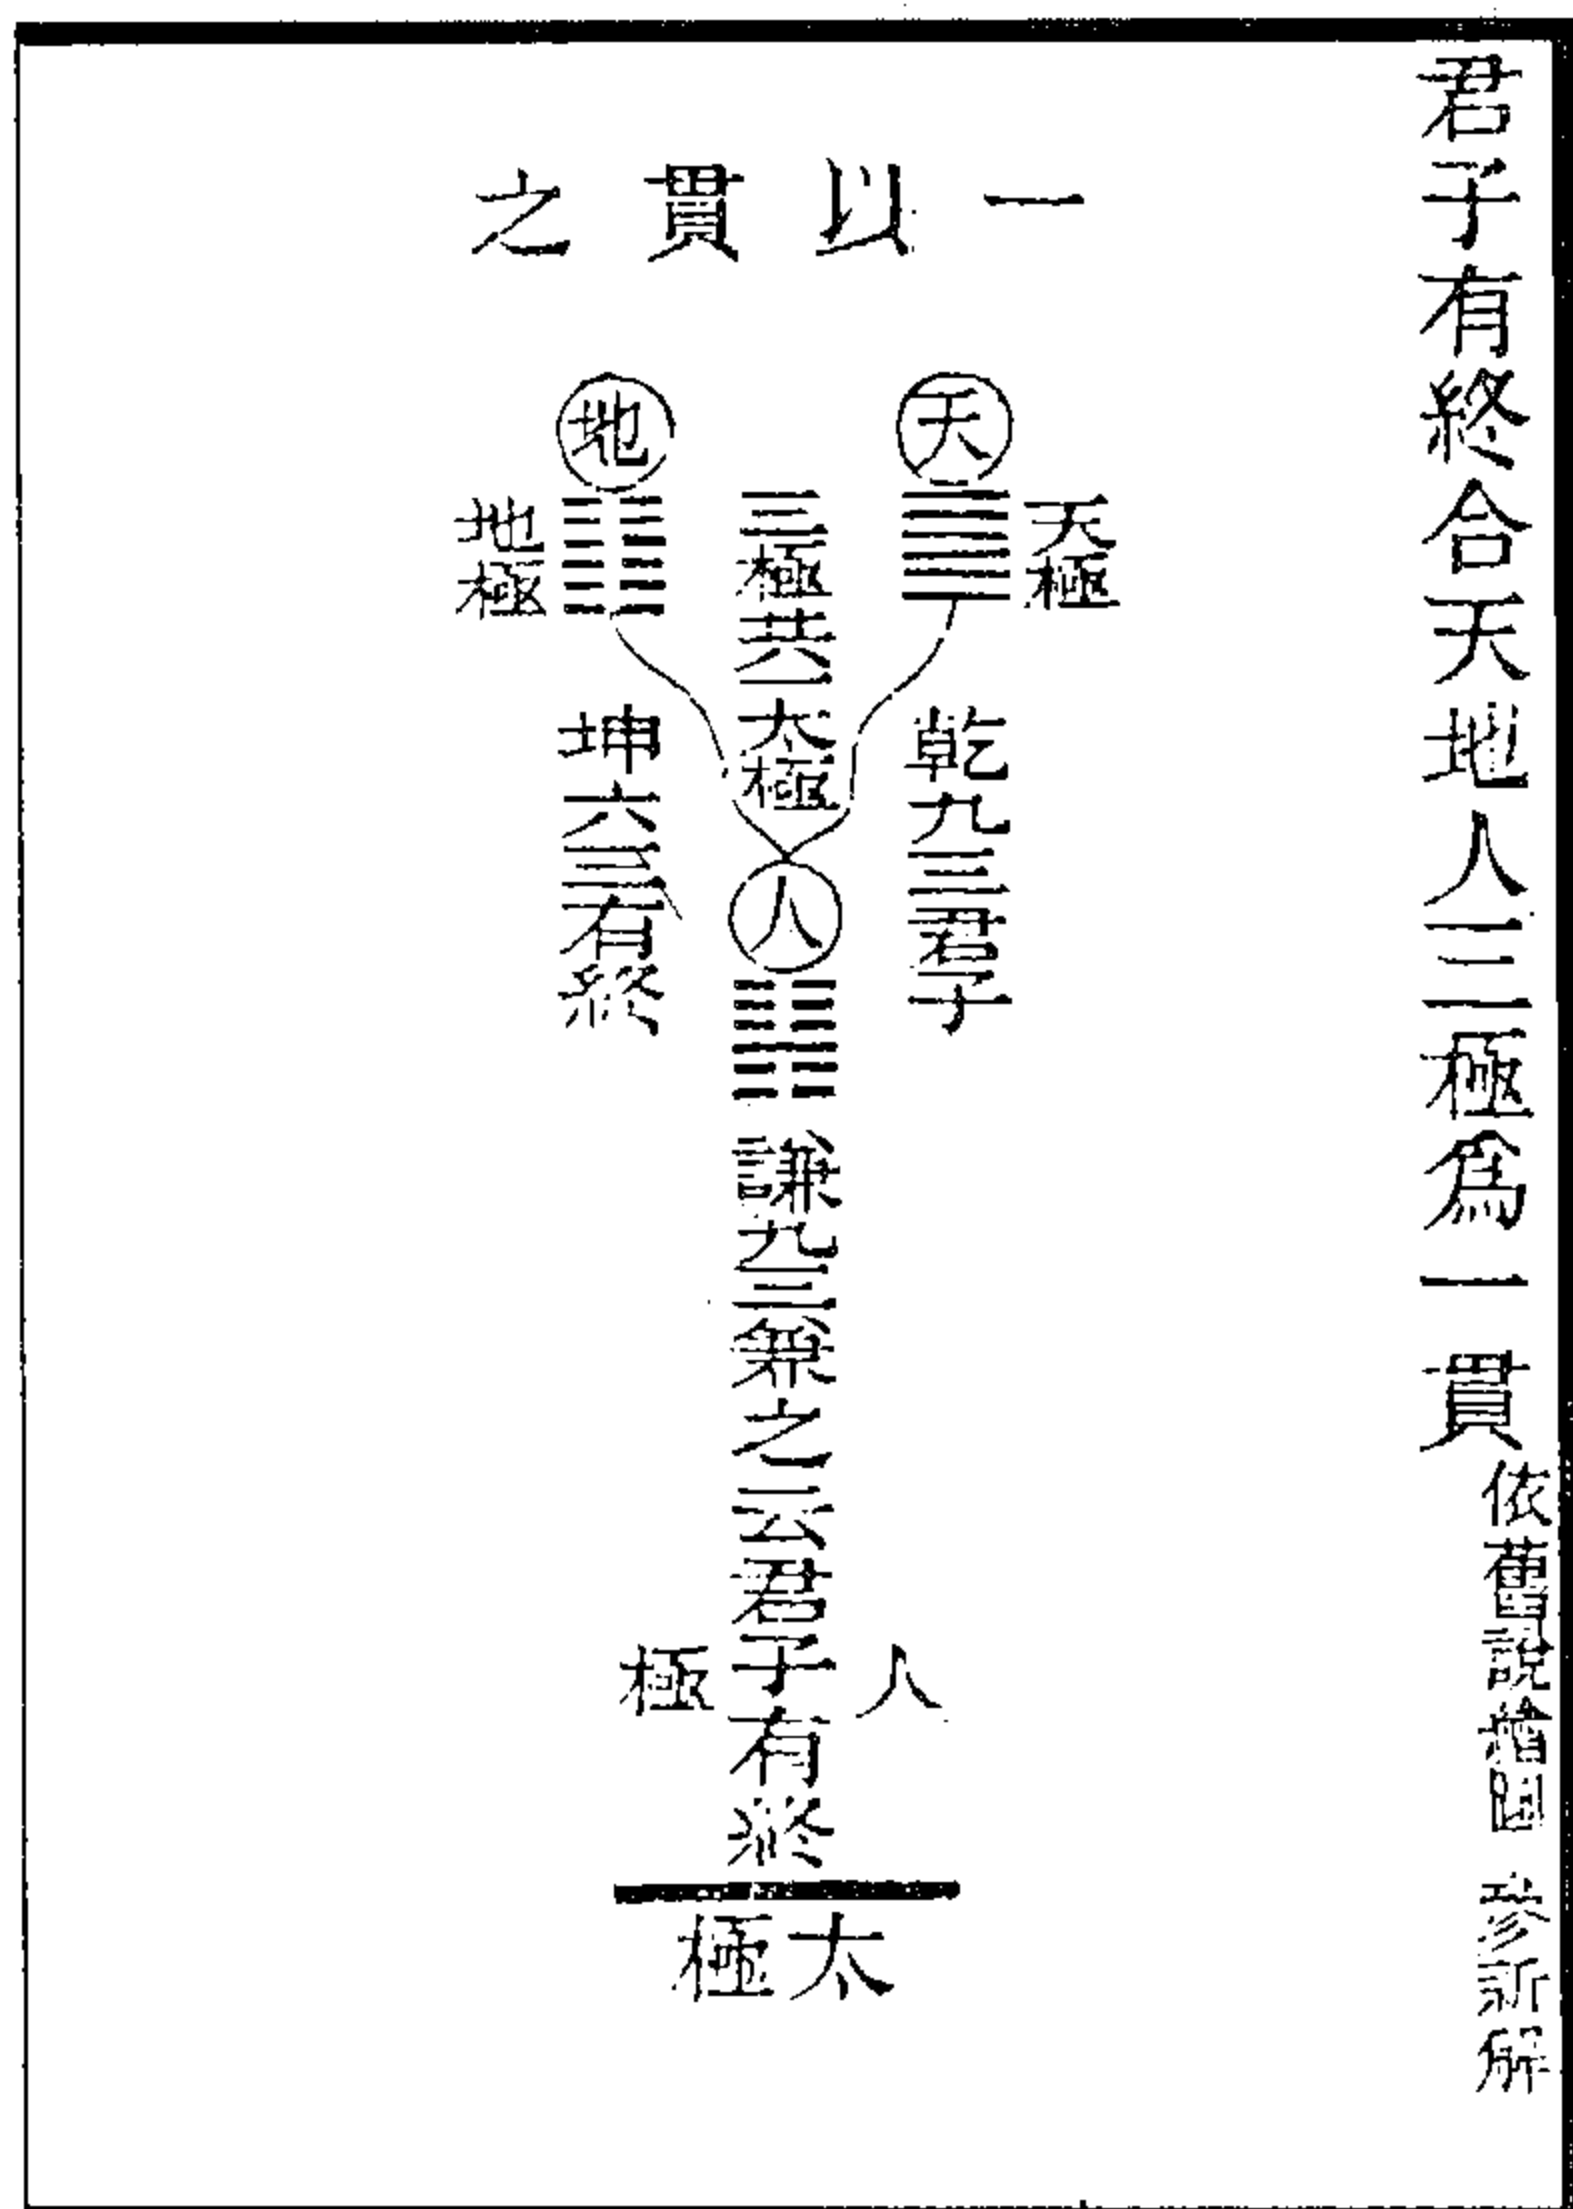 君子有終合天地人三極爲一貫
依舊說繪圖 參新解
一以貫之
天
天極
乾九三君子
三極共一太極
地
地極
坤六三有終
人
謙九三兼之云君子有終
人極
太極